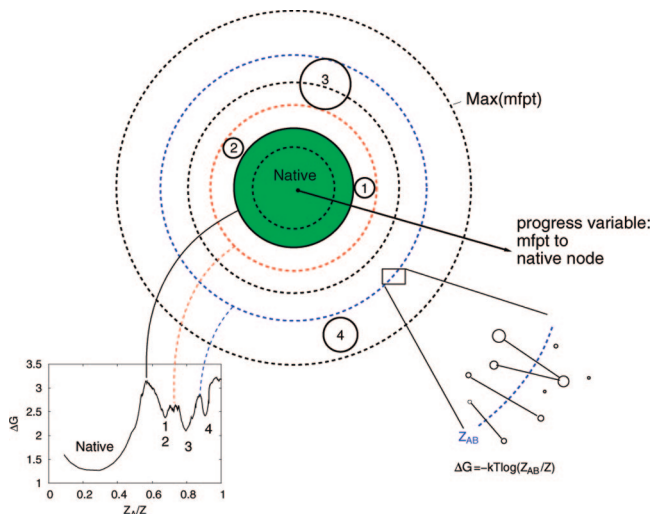 3
Max(mfpt)
2
Native
1
progress variable:
mfpt to
native node
4
3.5
3
2.5
2
1.5
1
ΔG
Native
1
2
3
4
0
0.2
0.4
0.6
0.8
1
Z_A/Z
Z_AB
ΔG=-kTlog(Z_AB/Z)